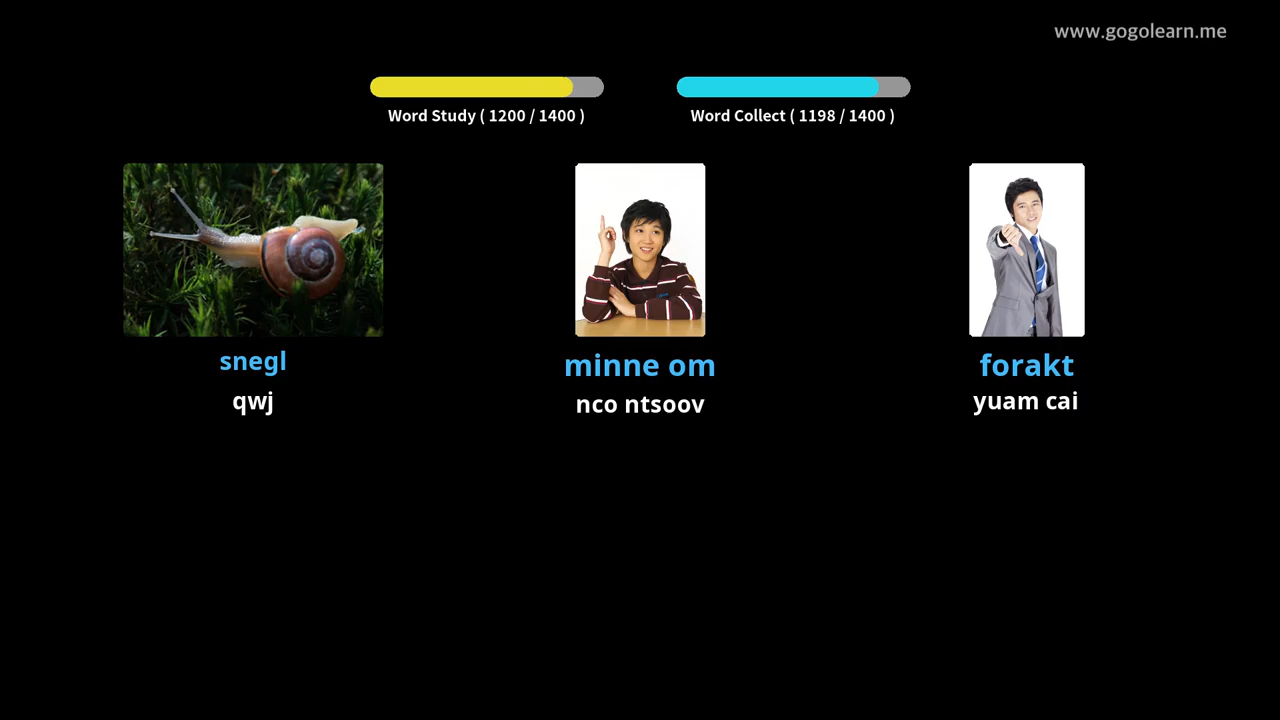 www.gogolearn.me
Word Study ( 1200 / 1400 )
Word Collect ( 1198 / 1400 )
snegl
qwj
minne om
nco ntsoov
forakt
yuam cai